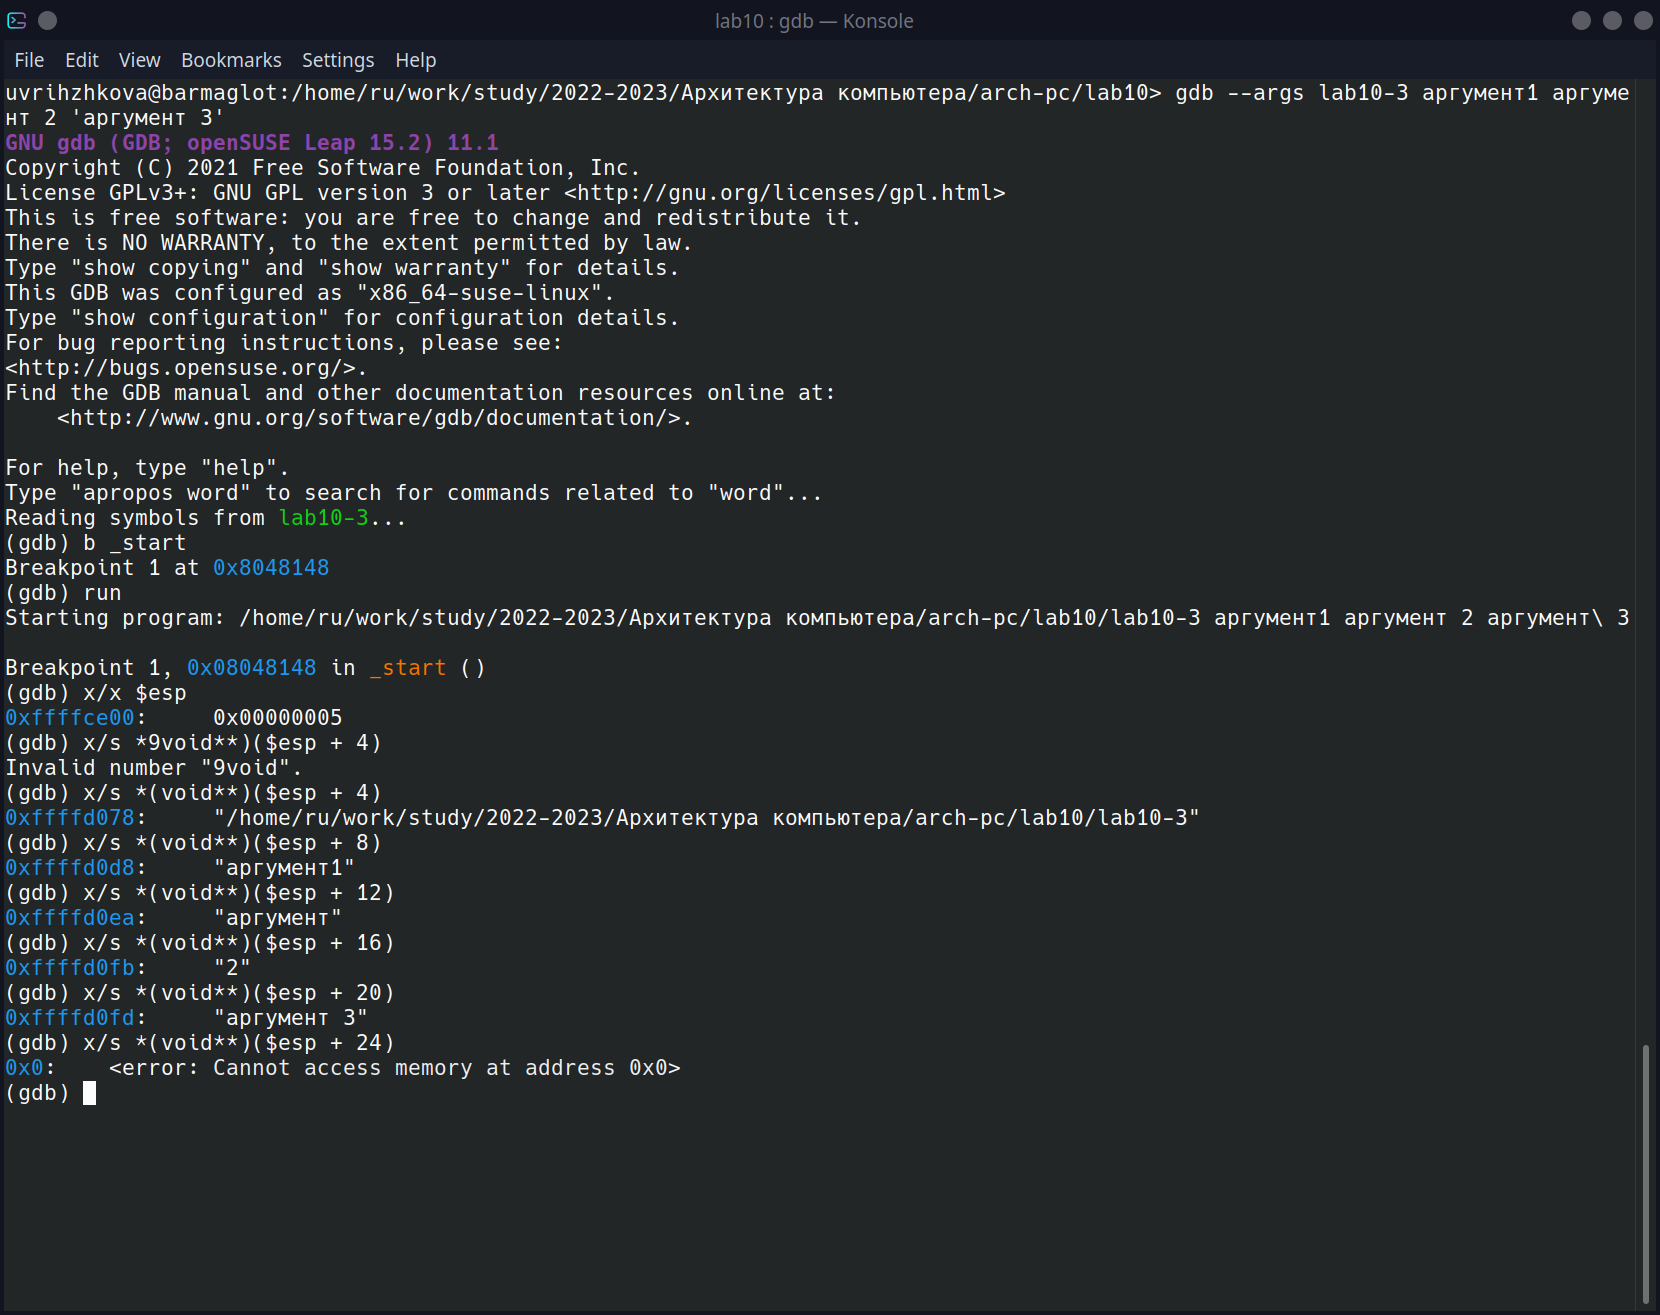 lab10 : gdb — Konsole
File Edit View Bookmarks Settings Help
uvrihzhkova@barmaglot:/home/ru/work/study/2022-2023/Архитектура компьютера/arch-pc/lab10> gdb --args lab10-3 аргумент1 аргуме
нт 2 'аргумент 3'
GNU gdb (GDB; openSUSE Leap 15.2) 11.1
Copyright (C) 2021 Free Software Foundation, Inc.
License GPLv3+: GNU GPL version 3 or later <http://gnu.org/licenses/gpl.html>
This is free software: you are free to change and redistribute it.
There is NO WARRANTY, to the extent permitted by law.
Type "show copying" and "show warranty" for details.
This GDB was configured as "x86_64-suse-linux".
Type "show configuration" for configuration details.
For bug reporting instructions, please see:
<http://bugs.opensuse.org/>.
Find the GDB manual and other documentation resources online at:
    <http://www.gnu.org/software/gdb/documentation/>.

For help, type "help".
Type "apropos word" to search for commands related to "word"...
Reading symbols from lab10-3...
(gdb) b _start
Breakpoint 1 at 0x8048148
(gdb) run
Starting program: /home/ru/work/study/2022-2023/Архитектура компьютера/arch-pc/lab10/lab10-3 аргумент1 аргумент 2 аргумент\ 3

Breakpoint 1, 0x08048148 in _start ()
(gdb) x/x $esp
0xffffce00:     0x00000005
(gdb) x/s *9void**)($esp + 4)
Invalid number "9void".
(gdb) x/s *(void**)($esp + 4)
0xffffd078:     "/home/ru/work/study/2022-2023/Архитектура компьютера/arch-pc/lab10/lab10-3"
(gdb) x/s *(void**)($esp + 8)
0xffffd0d8:     "аргумент1"
(gdb) x/s *(void**)($esp + 12)
0xffffd0ea:     "аргумент"
(gdb) x/s *(void**)($esp + 16)
0xffffd0fb:     "2"
(gdb) x/s *(void**)($esp + 20)
0xffffd0fd:     "аргумент 3"
(gdb) x/s *(void**)($esp + 24)
0x0:    <error: Cannot access memory at address 0x0>
(gdb)